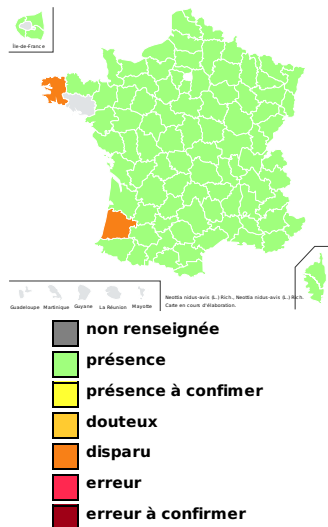 Île-de-France
Guadeloupe Martinique Guyane La Réunion Mayotte
Neottia nidus-avis (L.) Rich., Neottia nidus-avis (L.) Rich.
Carte en cours d'élaboration.
non renseignée
présence
présence à confimer
douteux
disparu
erreur
erreur à confirmer